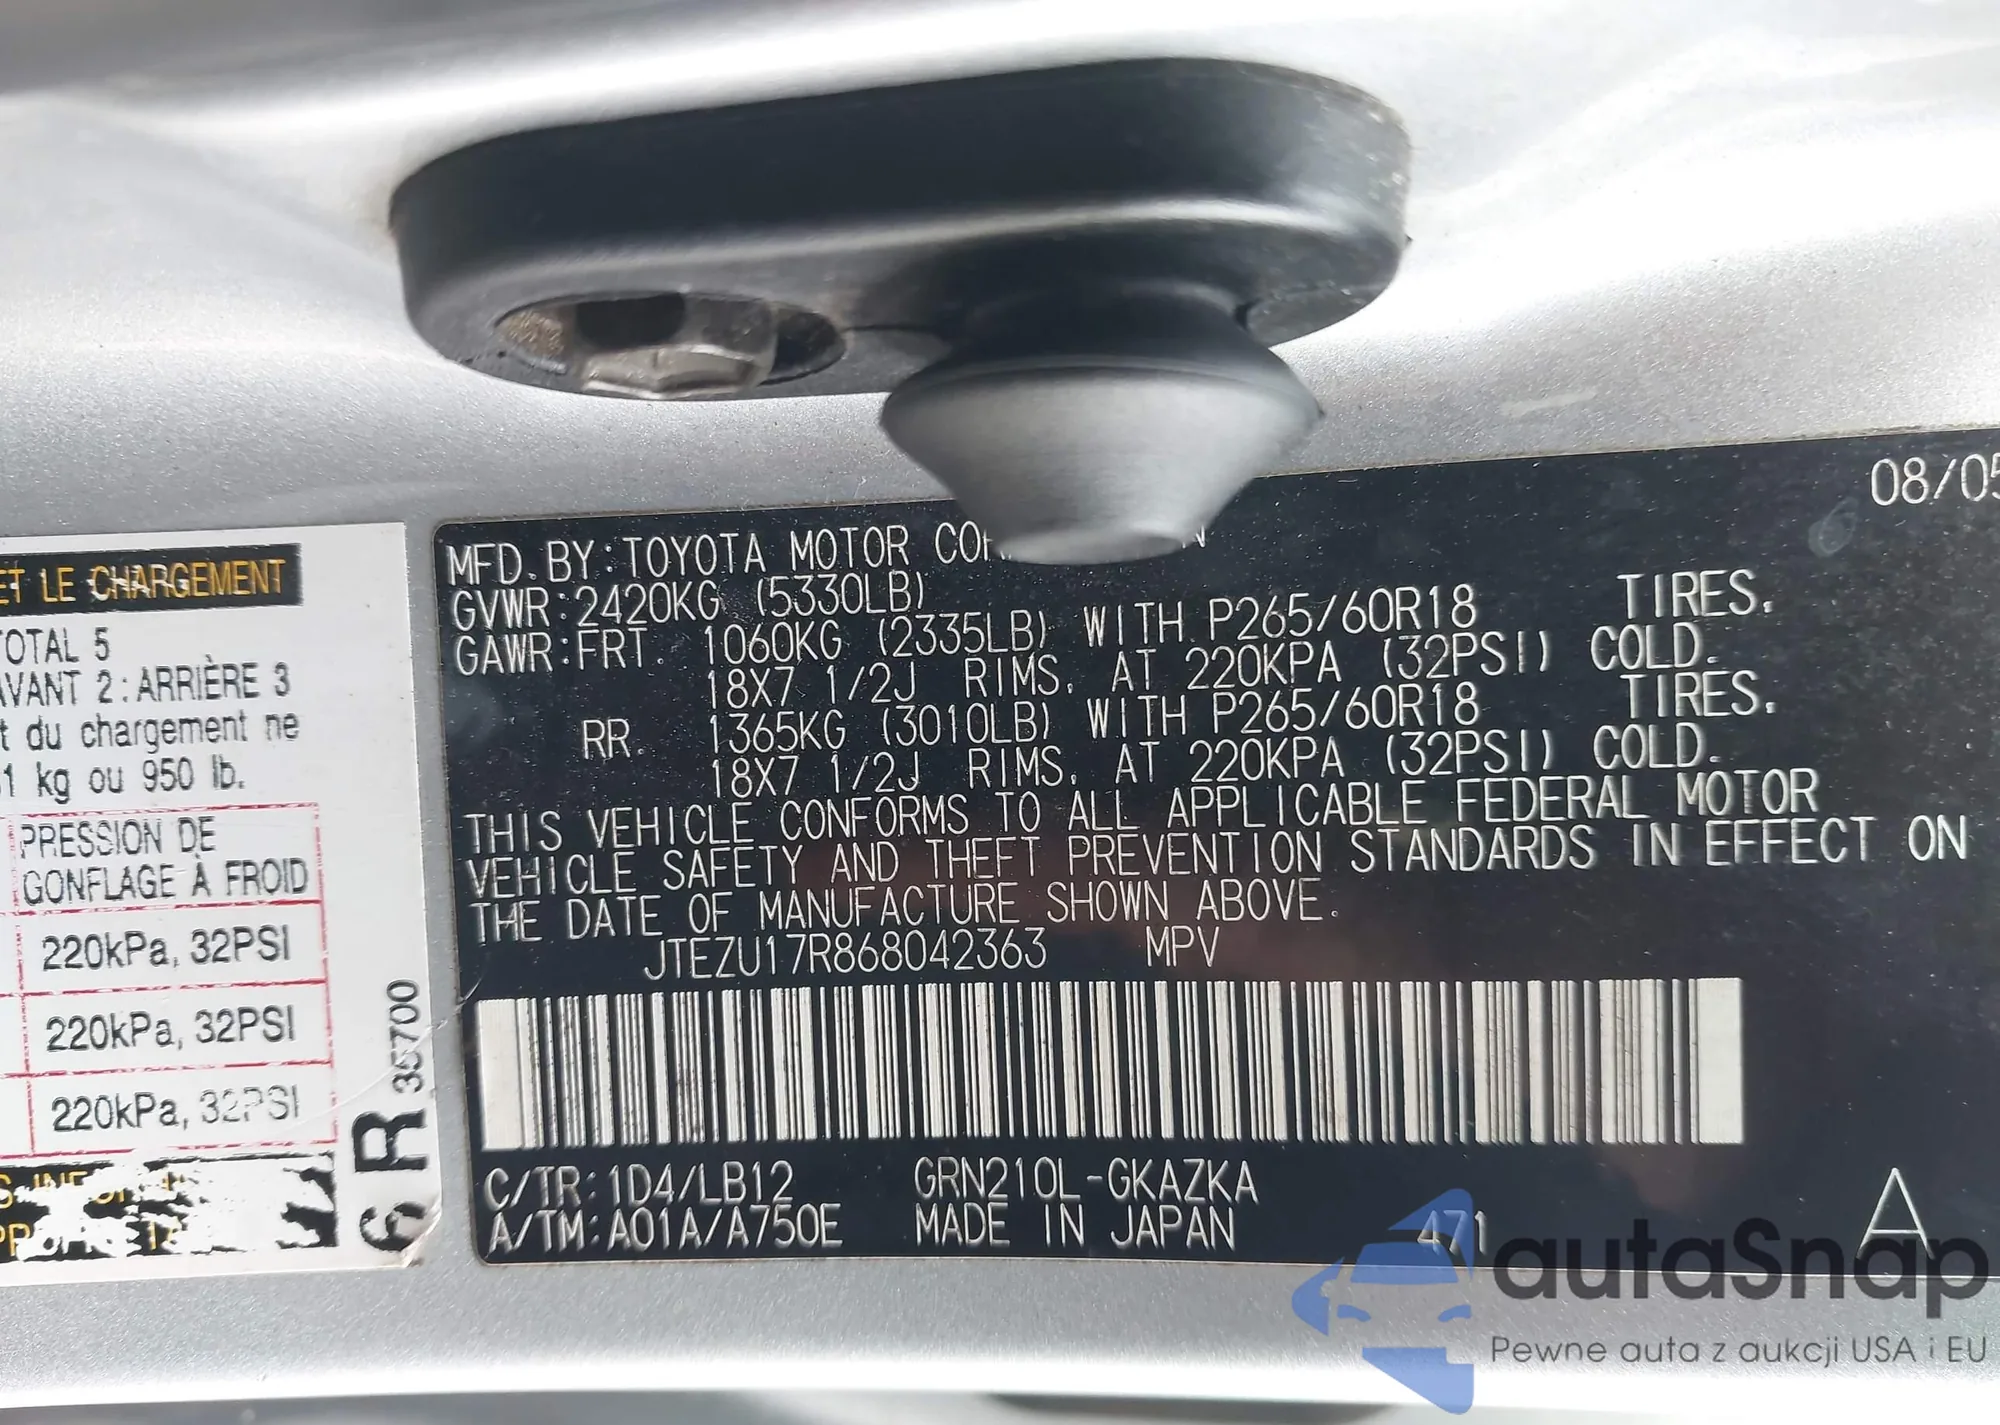 08/05
MFD. BY: TOYOTA MOTOR COR N
GVWR: 2420KG (5330LB)
GAWR: FRT. 1060KG (2335LB) WITH P265/60R18 TIRES.
18X7 1/2J RIMS, AT 220KPA (32PSI) COLD.
RR. 1365KG (3010LB) WITH P265/60R18 TIRES.
18X7 1/2J RIMS, AT 220KPA (32PSI) COLD.
THIS VEHICLE CONFORMS TO ALL APPLICABLE FEDERAL MOTOR
VEHICLE SAFETY AND THEFT PREVENTION STANDARDS IN EFFECT ON
THE DATE OF MANUFACTURE SHOWN ABOVE.
JTEZU17R868042363 MPV
C/TR: 1D4/LB12 GRN210L-GKAZKA
A/TM: A01A/A750E MADE IN JAPAN 471 A
ET LE CHARGEMENT
TOTAL 5
AVANT 2: ARRIÈRE 3
t du chargement ne
1 kg ou 950 lb.
PRESSION DE
GONFLAGE À FROID
220kPa, 32PSI
220kPa, 32PSI
220kPa, 32PSI
6R 35700
autaSnap
Pewne auta z aukcji USA i EU